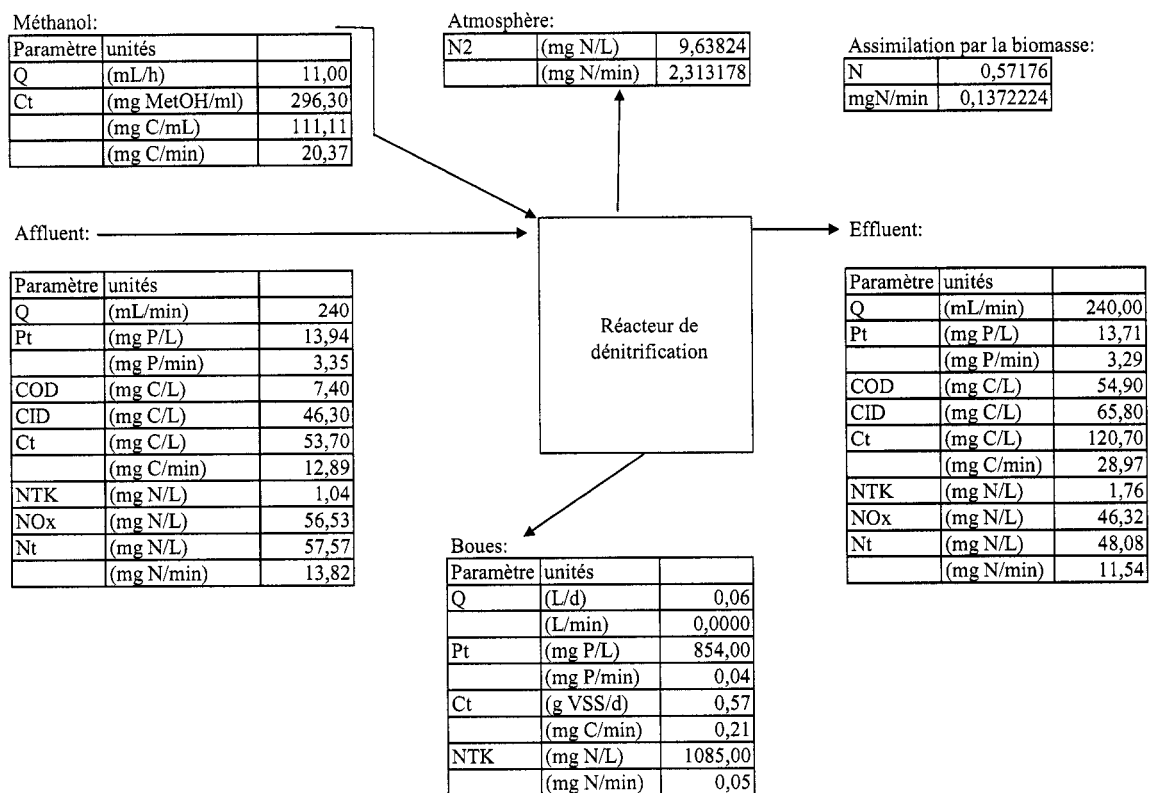 Méthanol:
Paramètre unités
Q (mL/h) 11,00
Ct (mg MetOH/ml) 296,30
(mg C/mL) 111,11
(mg C/min) 20,37
Atmosphère:
N2 (mg N/L) 9,63824
(mg N/min) 2,313178
Assimilation par la biomasse:
N 0,57176
mgN/min 0,1372224
Affluent:
Paramètre unités
Q (mL/min) 240
Pt (mg P/L) 13,94
(mg P/min) 3,35
COD (mg C/L) 7,40
CID (mg C/L) 46,30
Ct (mg C/L) 53,70
(mg C/min) 12,89
NTK (mg N/L) 1,04
NOx (mg N/L) 56,53
Nt (mg N/L) 57,57
(mg N/min) 13,82
Réacteur de
dénitrification
Effluent:
Paramètre unités
Q (mL/min) 240,00
Pt (mg P/L) 13,71
(mg P/min) 3,29
COD (mg C/L) 54,90
CID (mg C/L) 65,80
Ct (mg C/L) 120,70
(mg C/min) 28,97
NTK (mg N/L) 1,76
NOx (mg N/L) 46,32
Nt (mg N/L) 48,08
(mg N/min) 11,54
Boues:
Paramètre unités
Q (L/d) 0,06
(L/min) 0,0000
Pt (mg P/L) 854,00
(mg P/min) 0,04
Ct (g VSS/d) 0,57
(mg C/min) 0,21
NTK (mg N/L) 1085,00
(mg N/min) 0,05